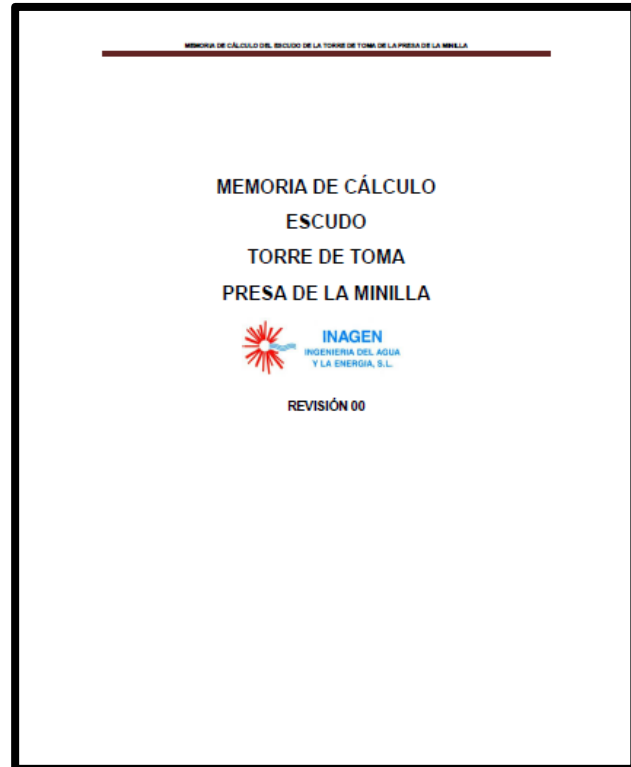 MEMORIA DE CÁLCULO DEL ESCUDO DE LA TORRE DE TOMA DE LA PRESA DE LA MINILLA
MEMORIA DE CÁLCULO
ESCUDO
TORRE DE TOMA
PRESA DE LA MINILLA
INAGEN
INGENIERIA DEL AGUA
Y LA ENERGIA, S.L.
REVISIÓN 00